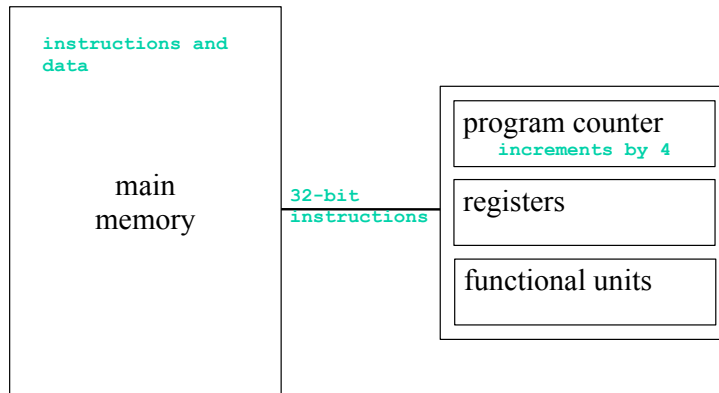 instructions and
data
main
memory
32-bit
instructions
program counter
increments by 4
registers
functional units